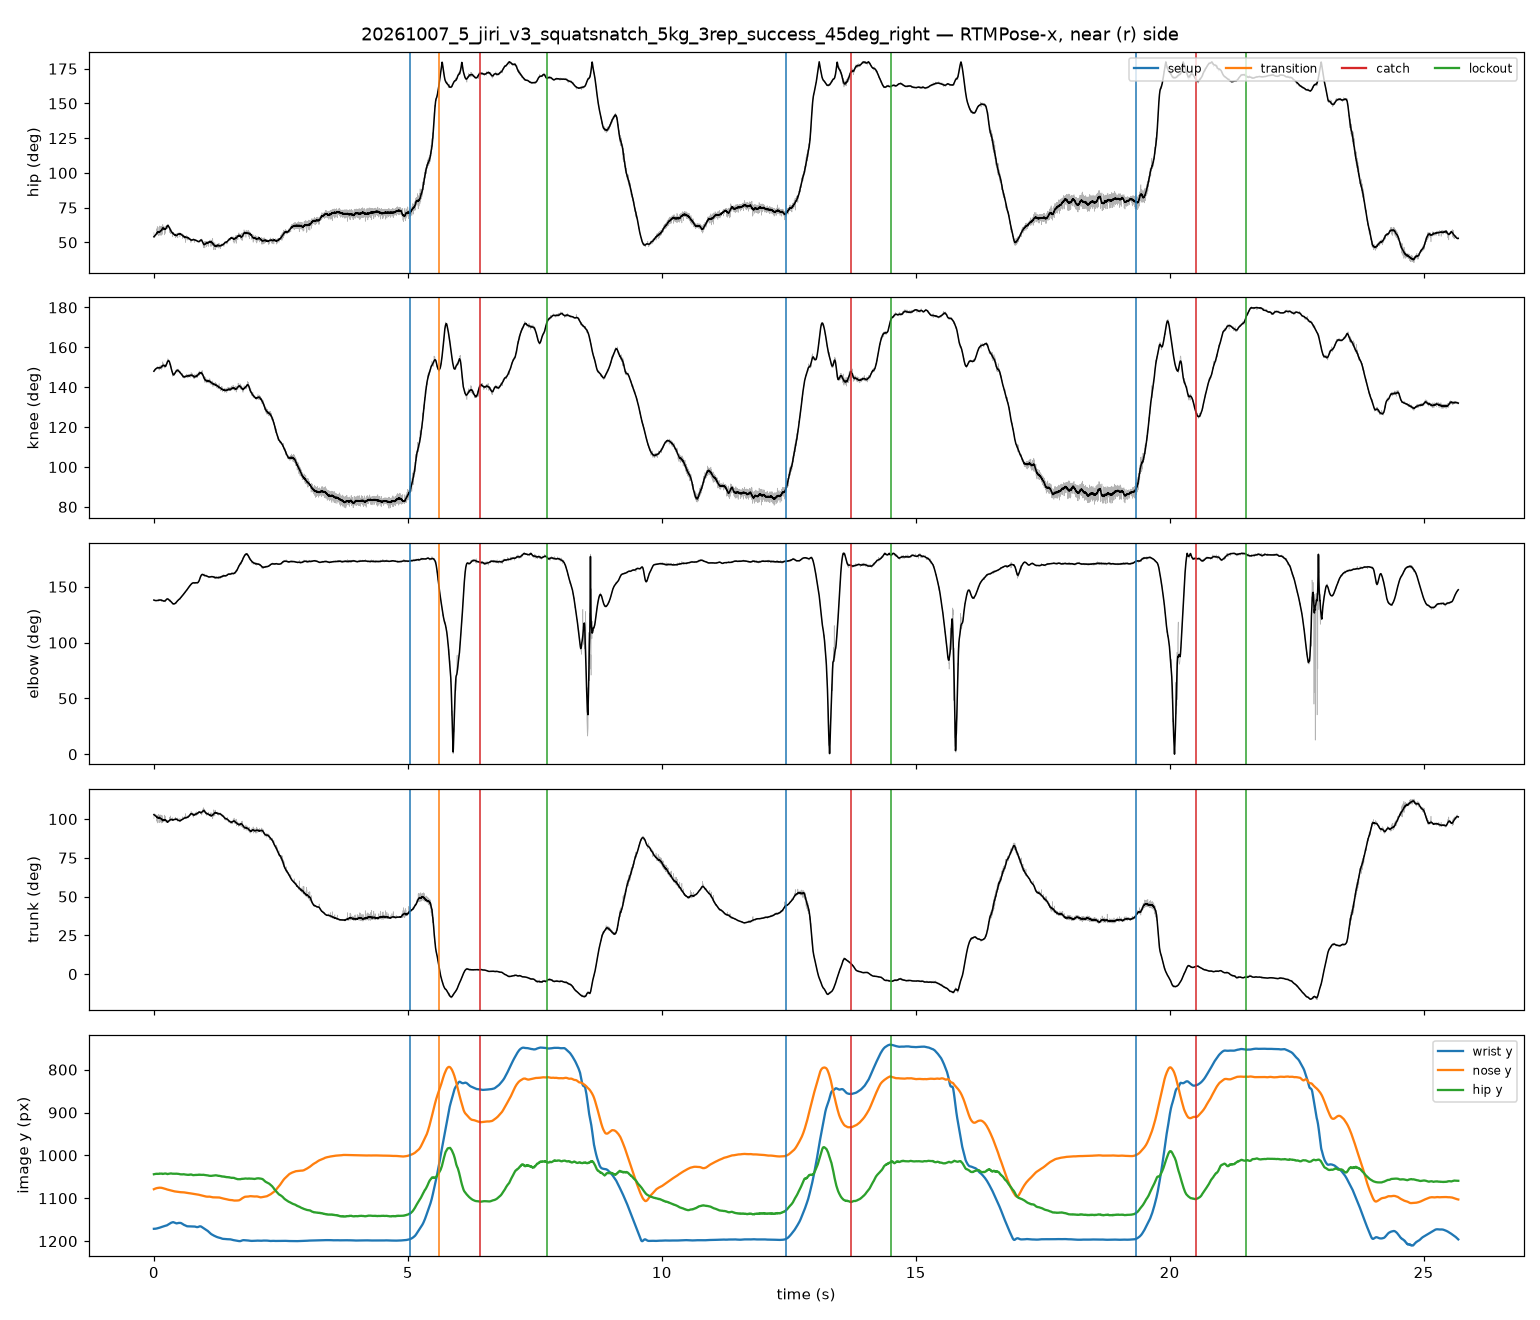 20261007_5_jiri_v3_squatsnatch_5kg_3rep_success_45deg_right — RTMPose-x, near (r) side
setup transition catch lockout
hip (deg)
175
150
125
100
75
50
knee (deg)
180
160
140
120
100
80
elbow (deg)
150
100
50
0
trunk (deg)
100
75
50
25
0
image y (px)
800
900
1000
1100
1200
wrist y
nose y
hip y
0 5 10 15 20 25
time (s)